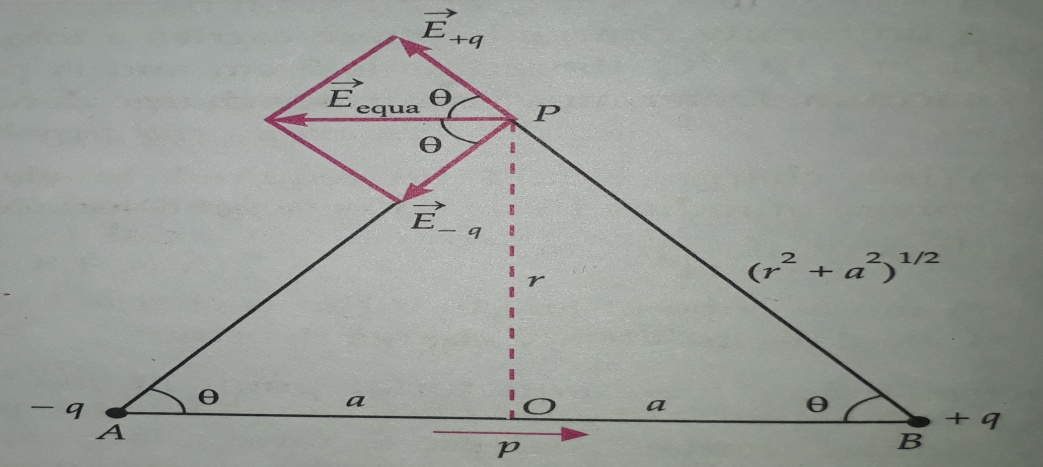 E⃗₊q
E⃗equa θ
P
θ
E⃗₋ q
r
(r² + a²)^1/2
– q θ a O a θ + q
A
p
B